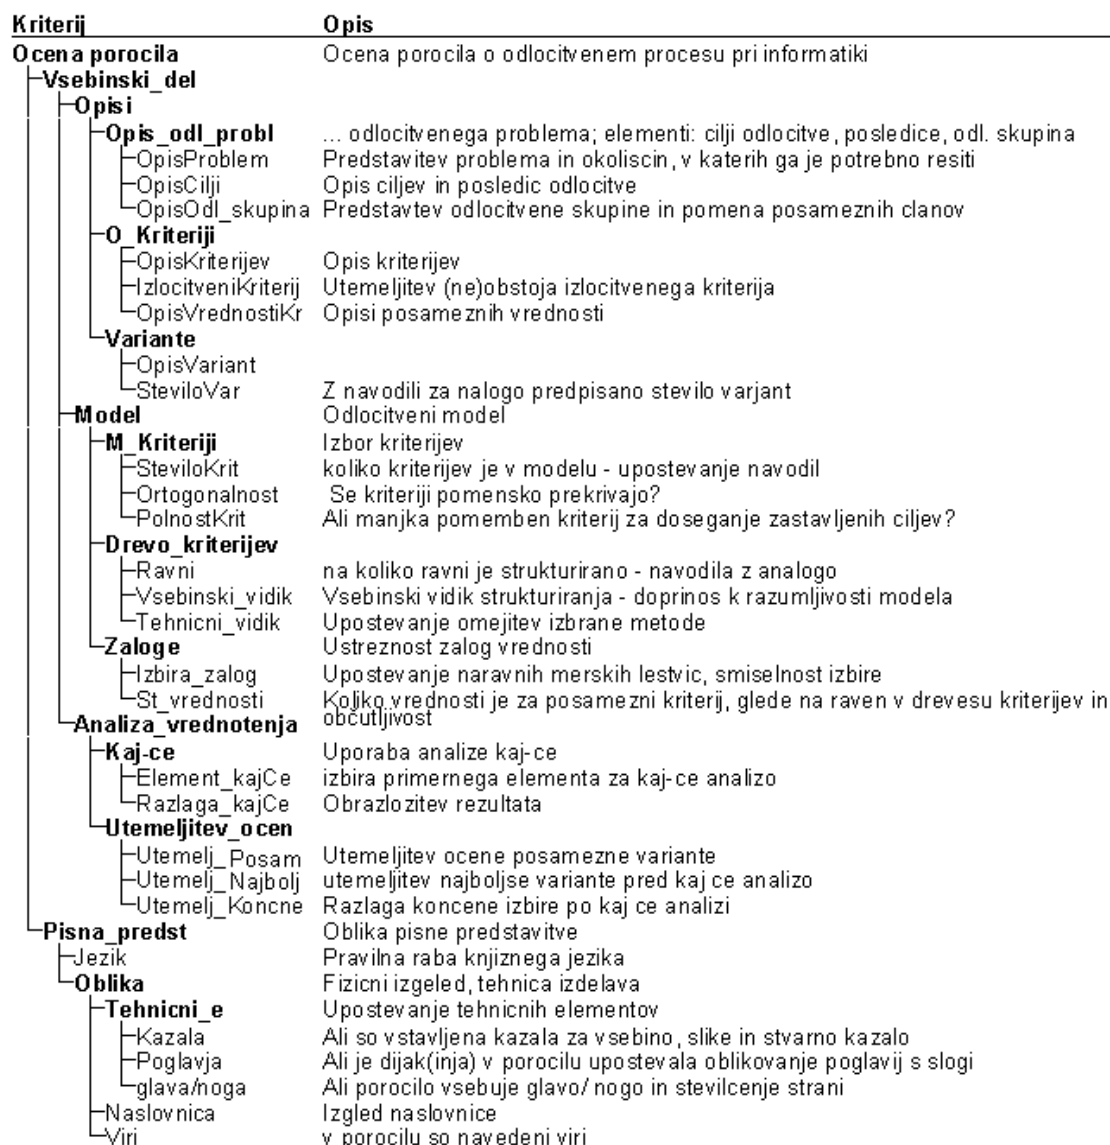 Kriterij Opis
Ocena porocila Ocena porocila o odlocitvenem procesu pri informatiki
Vsebinski_del
Opisi
Opis_odl_probl ... odlocitvenega problema; elementi: cilji odlocitve, posledice, odl. skupina
OpisProblem Predstavitev problema in okoliscin, v katerih ga je potrebno resiti
OpisCilji Opis ciljev in posledic odlocitve
OpisOdl_skupina Predstavtev odlocitvene skupine in pomena posameznih clanov
O_Kriteriji
OpisKriterijev Opis kriterijev
IzlocitveniKriterij Utemeljitev (ne)obstoja izlocitvenega kriterija
OpisVrednostiKr Opisi posameznih vrednosti
Variante
OpisVariant
SteviloVar Z navodili za nalogo predpisano stevilo varjant
Model Odlocitveni model
M_Kriteriji Izbor kriterijev
SteviloKrit koliko kriterijev je v modelu - upostevanje navodil
Ortogonalnost Se kriteriji pomensko prekrivajo?
PolnostKrit Ali manjka pomemben kriterij za doseganje zastavljenih ciljev?
Drevo_kriterijev
Ravni na koliko ravni je strukturirano - navodila z analogo
Vsebinski_vidik Vsebinski vidik strukturiranja - doprinos k razumljivosti modela
Tehnicni_vidik Upostevanje omejitev izbrane metode
Zaloge Ustreznost zalog vrednosti
Izbira_zalog Upostevanje naravnih merskih lestvic, smiselnost izbire
St_vrednosti Koliko vrednosti je za posamezni kriterij, glede na raven v drevesu kriterijev in
občutljivost
Analiza_vrednotenja
Kaj-ce Uporaba analize kaj-ce
Element_kajCe izbira primernega elementa za kaj-ce analizo
Razlaga_kajCe Obrazlozitev rezultata
Utemeljitev_ocen
Utemelj_Posam Utemeljitev ocene posamezne variante
Utemelj_Najbolj utemeljitev najboljse variante pred kaj ce analizo
Utemelj_Koncne Razlaga koncene izbire po kaj ce analizi
Pisna_predst Oblika pisne predstavitve
Jezik Pravilna raba knjiznega jezika
Oblika Fizicni izgeled, tehnica izdelava
Tehnicni_e Upostevanje tehnicnih elementov
Kazala Ali so vstavljena kazala za vsebino, slike in stvarno kazalo
Poglavja Ali je dijak(inja) v porocilu upostevala oblikovanje poglavij s slogi
glava/noga Ali porocilo vsebuje glavo/ nogo in stevilcenje strani
Naslovnica Izgled naslovnice
Viri v porocilu so navedeni viri